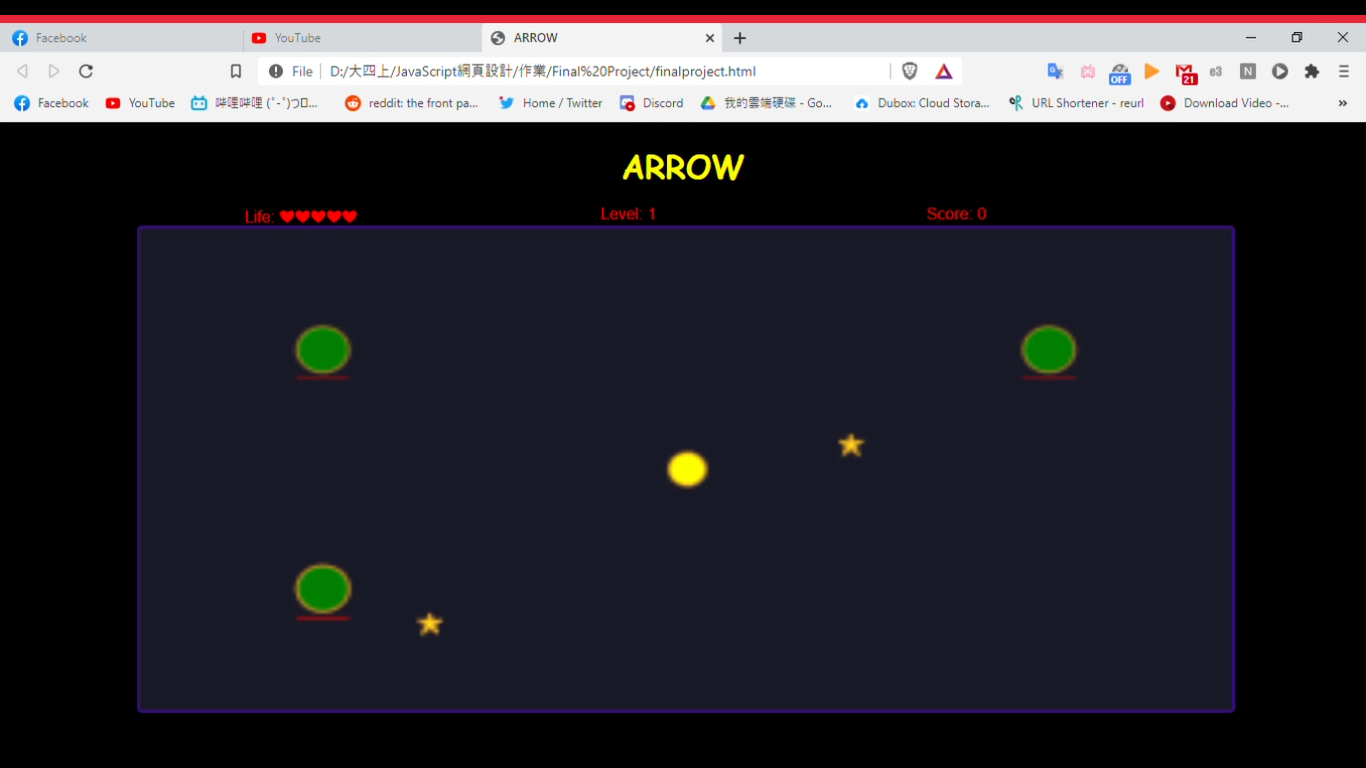 Facebook
YouTube
ARROW
File
D:/大四上/JavaScript網頁設計/作業/Final%20Project/finalproject.html
OFF
21
e3
N
Facebook
YouTube
嗶哩嗶哩 (゜-゜)つロ...
reddit: the front pa...
Home / Twitter
Discord
我的雲端硬碟 - Go...
Dubox: Cloud Stora...
URL Shortener - reurl
Download Video -...
»
ARROW
Life: ♥♥♥♥♥
Level: 1
Score: 0